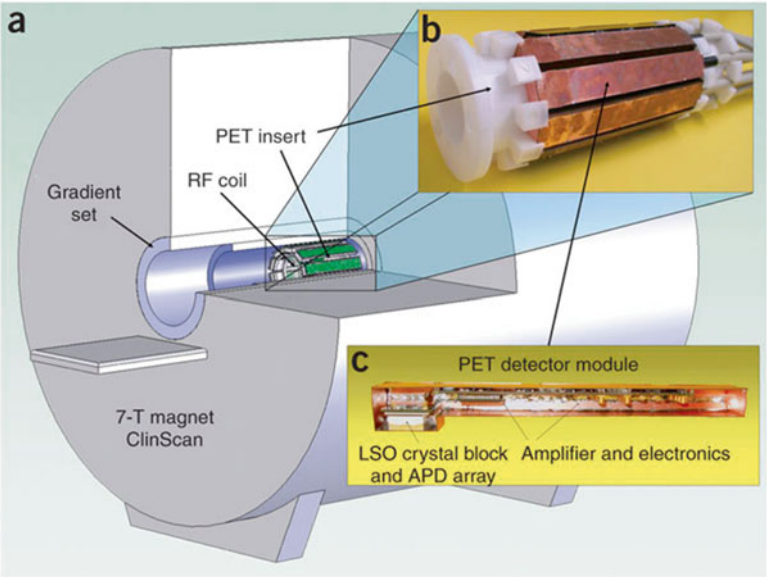 a
b
PET insert
RF coil
Gradient
set
c
PET detector module
7-T magnet
ClinScan
LSO crystal block
and APD array
Amplifier and electronics